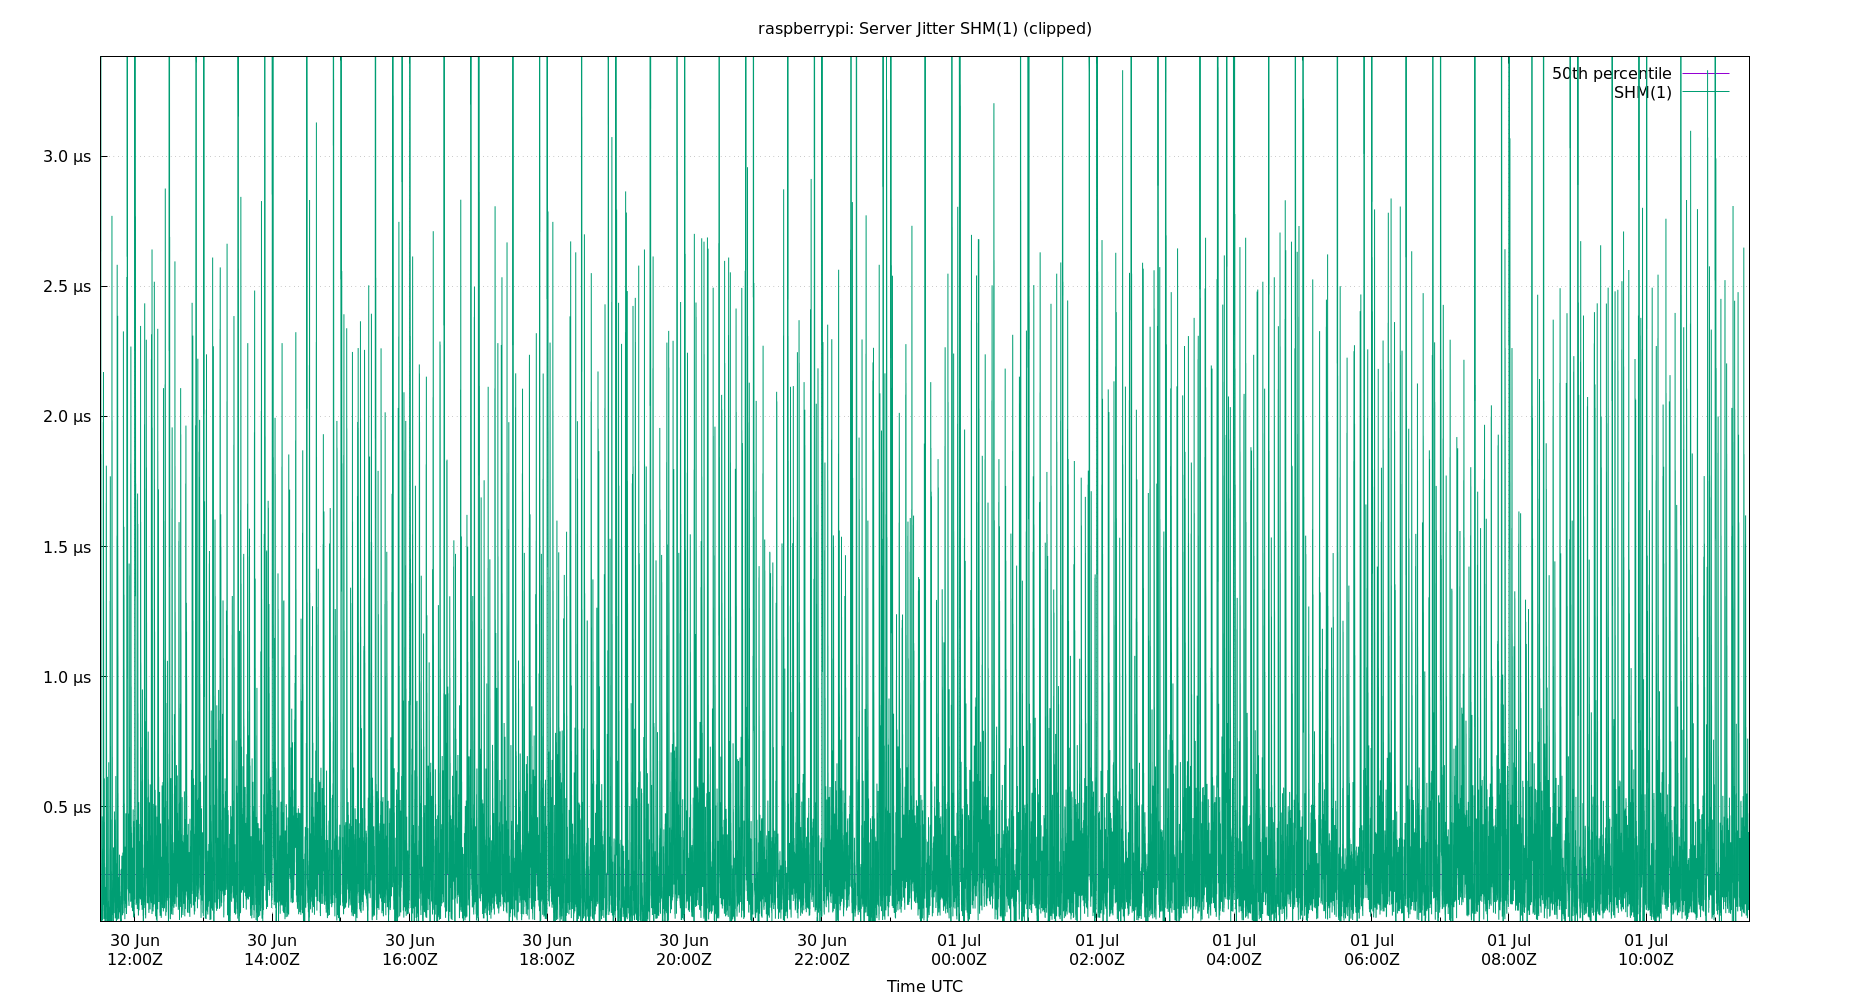 raspberrypi: Server Jitter SHM(1) (clipped)
50th percentile
SHM(1)
3.0 µs
2.5 µs
2.0 µs
1.5 µs
1.0 µs
0.5 µs
30 Jun 30 Jun 30 Jun 30 Jun 30 Jun 30 Jun 01 Jul 01 Jul 01 Jul 01 Jul 01 Jul 01 Jul
12:00Z 14:00Z 16:00Z 18:00Z 20:00Z 22:00Z 00:00Z 02:00Z 04:00Z 06:00Z 08:00Z 10:00Z
Time UTC